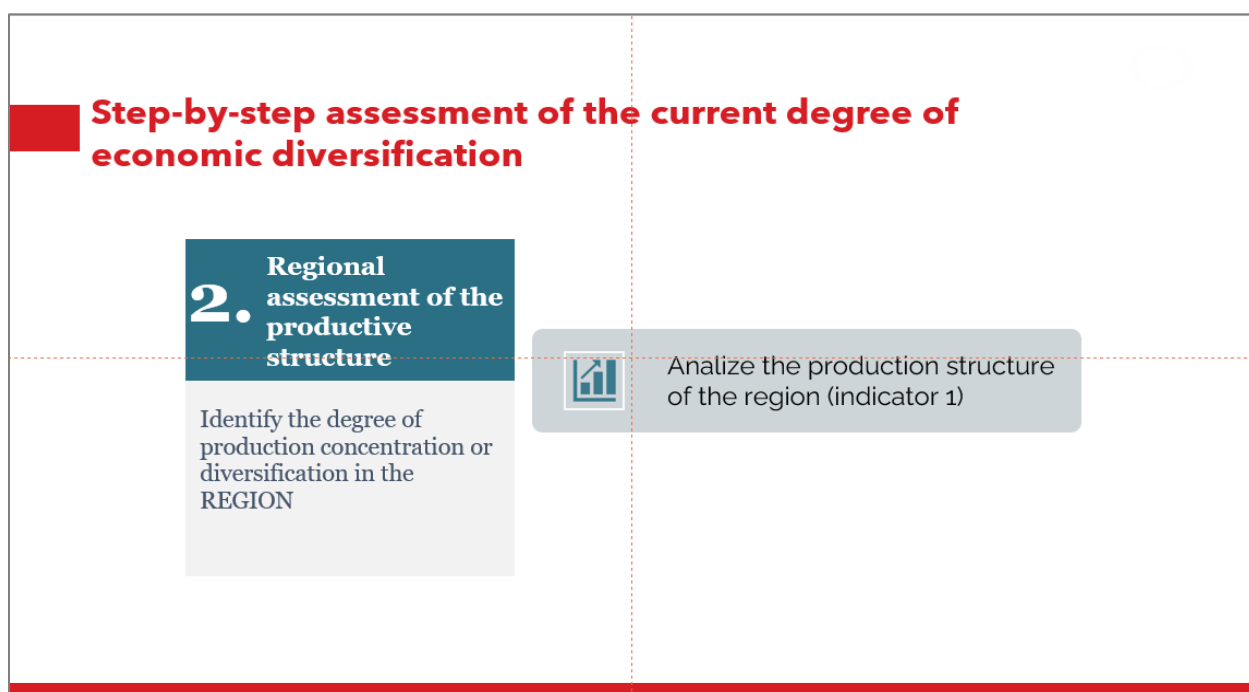 Step-by-step assessment of the current degree of
economic diversification
2.
Regional
assessment of the
productive
structure
Identify the degree of
production concentration or
diversification in the
REGION
Analize the production structure
of the region (indicator 1)